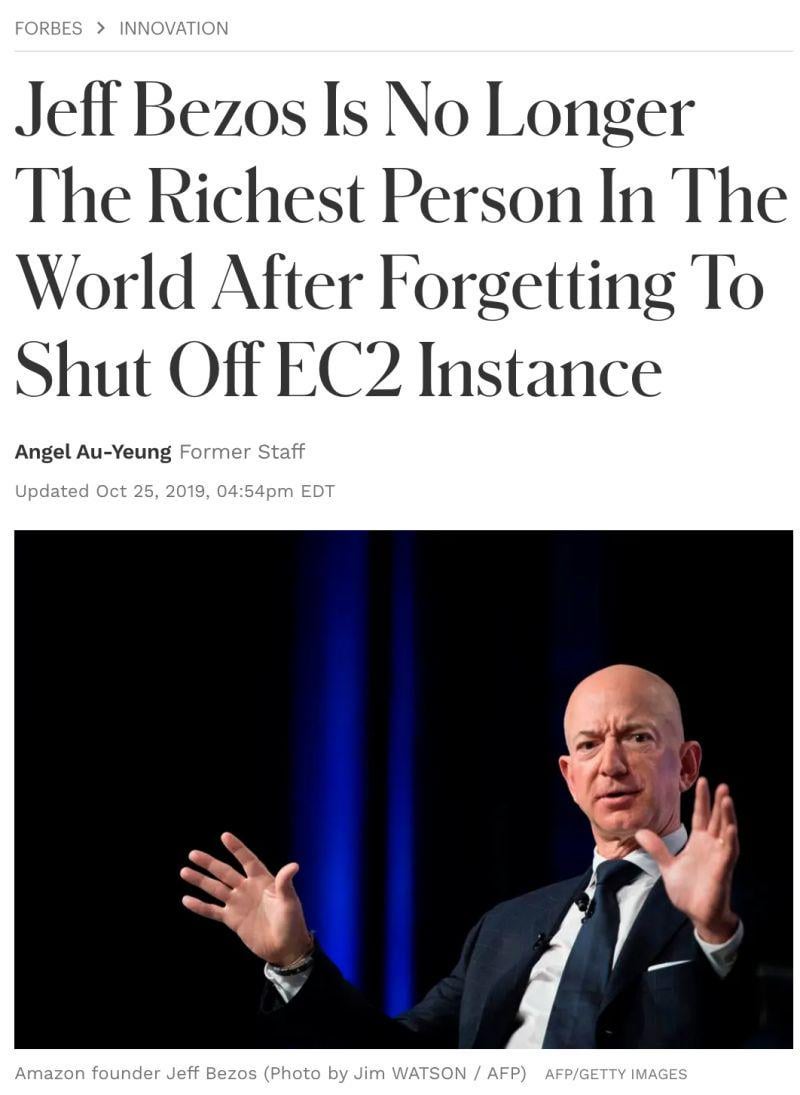 FORBES > INNOVATION
Jeff Bezos Is No Longer
The Richest Person In The
World After Forgetting To
Shut Off EC2 Instance
Angel Au-Yeung Former Staff
Updated Oct 25, 2019, 04:54pm EDT
Amazon founder Jeff Bezos (Photo by Jim WATSON / AFP) AFP/GETTY IMAGES